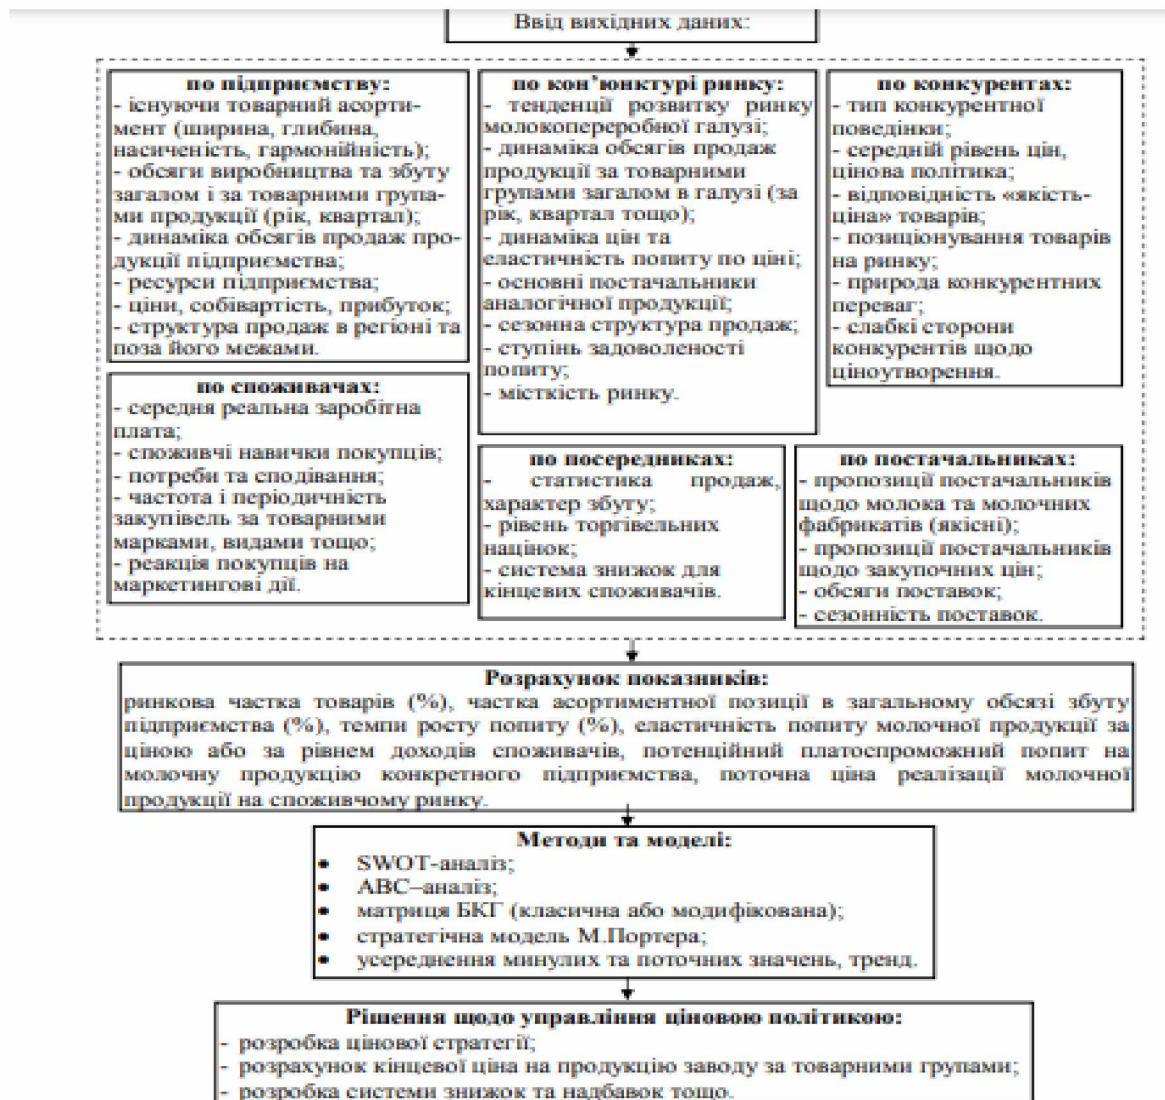 Ввід вихідних даних:
по підприємству:
- існуючи товарний асорти-
мент (ширина, глибина,
насиченість, гармонійність);
- обсяги виробництва та збуту
загалом і за товарними група-
ми продукції (рік, квартал);
- динаміка обсягів продаж про-
дукції підприємства;
- ресурси підприємства;
- ціни, собівартість, прибуток;
- структура продаж в регіоні та
поза його межами.
по кон’юнктурі ринку:
- тенденції розвитку ринку
молокопереробної галузі;
- динаміка обсягів продаж
продукції за товарними
групами загалом в галузі (за
рік, квартал тощо);
- динаміка цін та
еластичність попиту по ціні;
- основні постачальники
аналогічної продукції;
- сезонна структура продаж;
- ступінь задоволеності
попиту;
- місткість ринку.
по конкурентах:
- тип конкурентної
поведінки;
- середній рівень цін,
цінова політика;
- відповідність «якість-
ціна» товарів;
- позиціонування товарів
на ринку;
- природа конкурентних
переваг;
- слабкі сторони
конкурентів щодо
ціноутворення.
по споживачах:
- середня реальна заробітна
плата;
- споживчі навички покупців;
- потреби та сподівання;
- частота і періодичність
закупівель за товарними
марками, видами тощо;
- реакція покупців на
маркетингові дії.
по посередниках:
- статистика продаж,
характер збуту;
- рівень торгівельних
націнок;
- система знижок для
кінцевих споживачів.
по постачальниках:
- пропозиції постачальників
щодо молока та молочних
фабрикатів (якісні);
- пропозиції постачальників
щодо закупочних цін;
- обсяги поставок;
- сезонність поставок.
Розрахунок показників:
ринкова частка товарів (%), частка асортиментної позиції в загальному обсязі збуту
підприємства (%), темпи росту попиту (%), еластичність попиту молочної продукції за
ціною або за рівнем доходів споживачів, потенційний платоспроможний попит на
молочну продукцію конкретного підприємства, поточна ціна реалізації молочної
продукції на споживчому ринку.
Методи та моделі:
• SWOT-аналіз;
• АВС–аналіз;
• матриця БКГ (класична або модифікована);
• стратегічна модель М.Портера;
• усереднення минулих та поточних значень, тренд.
Рішення щодо управління ціновою політикою:
- розробка цінової стратегії;
- розрахунок кінцевої ціна на продукцію заводу за товарними групами;
- розробка системи знижок та надбавок тощо.